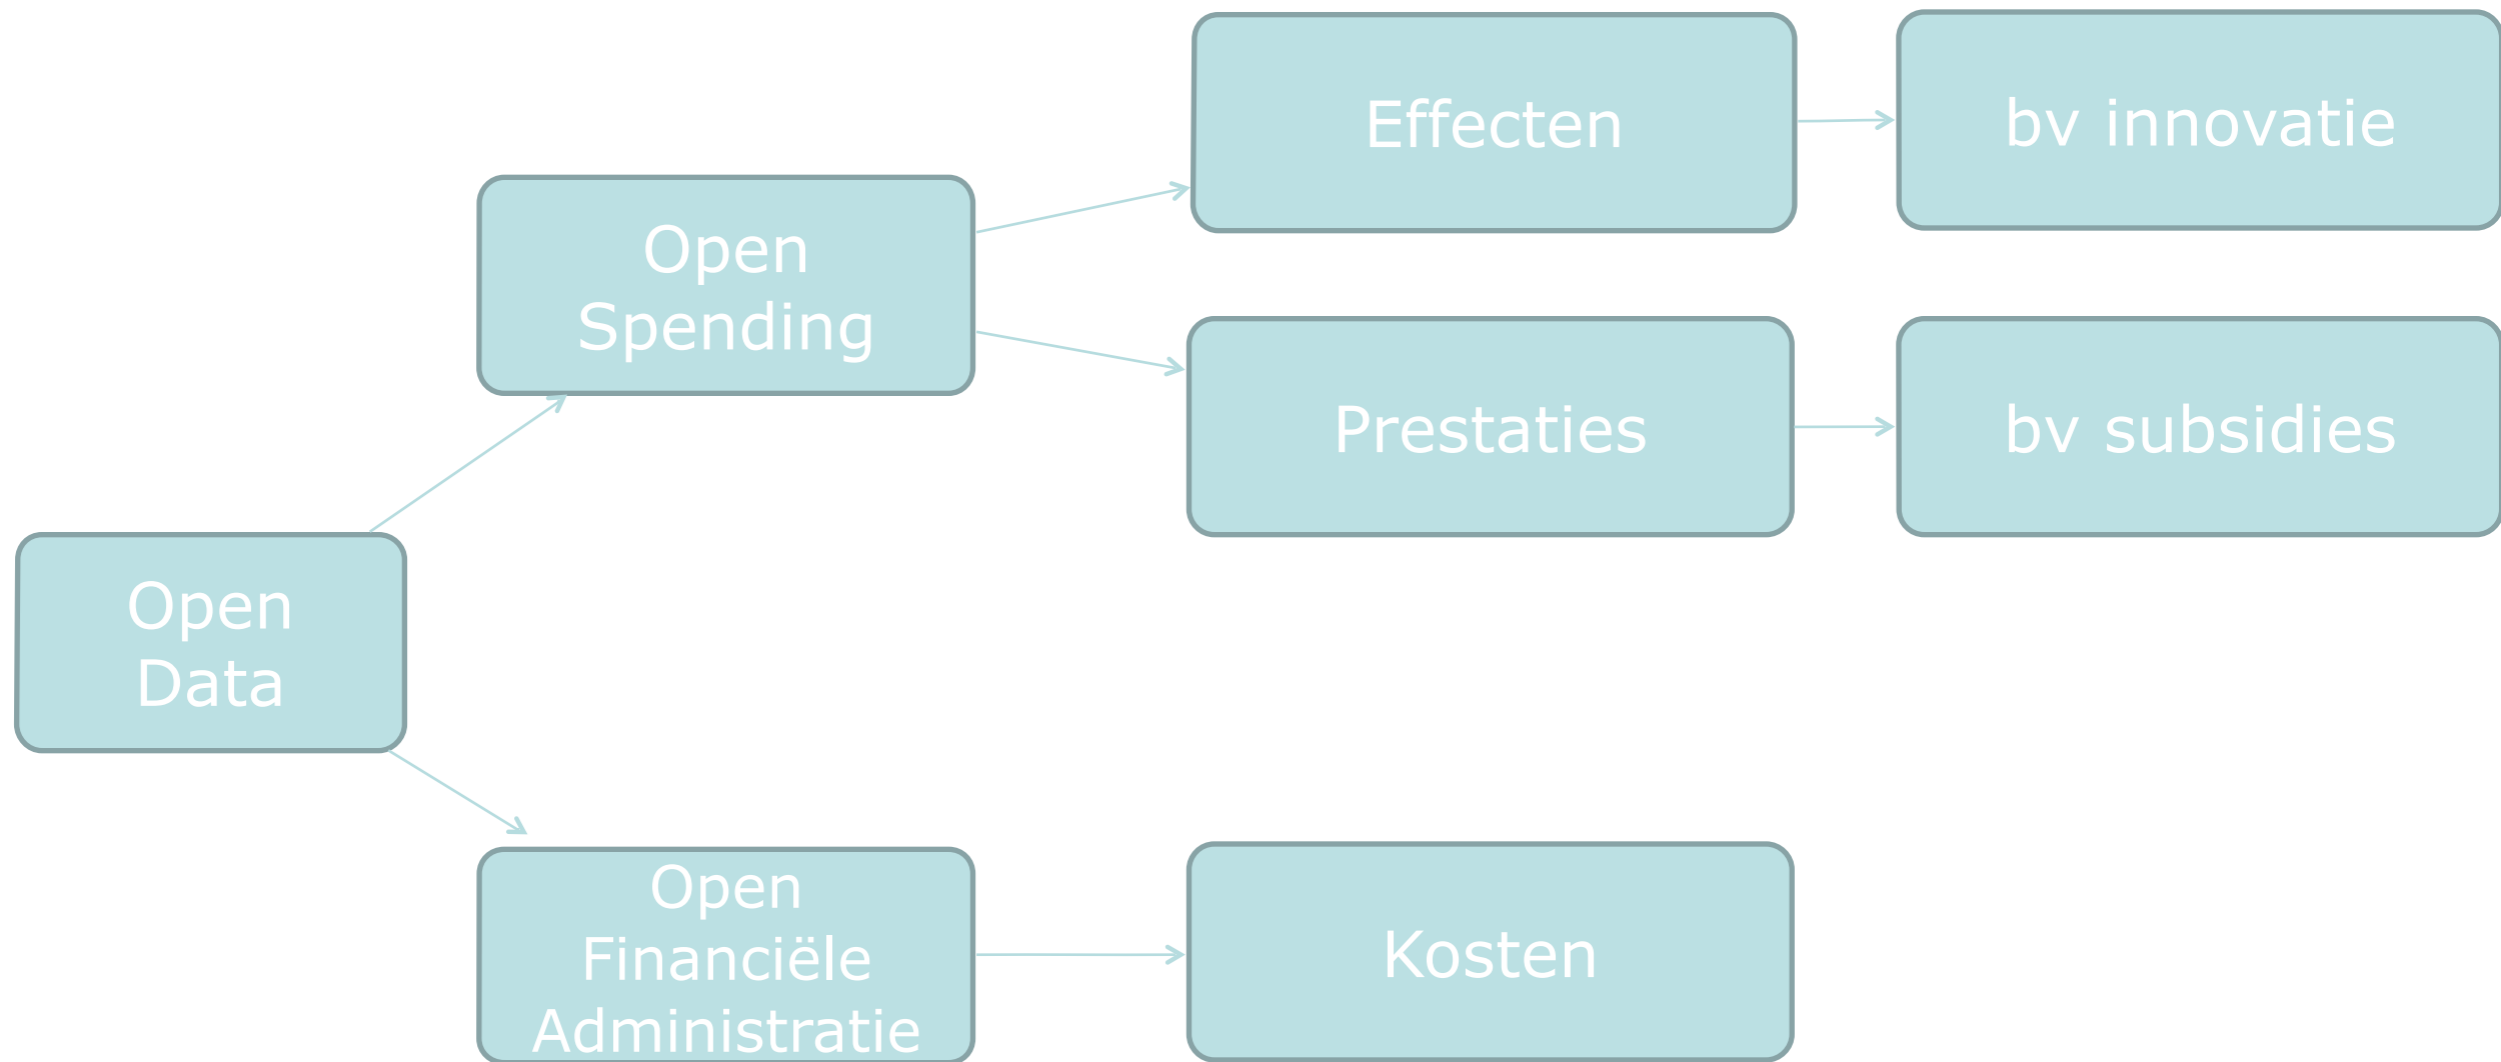 Effecten
bv innovatie
Open
Spending
Prestaties
bv subsidies
Open
Data
Open
Financiële
Administratie
Kosten